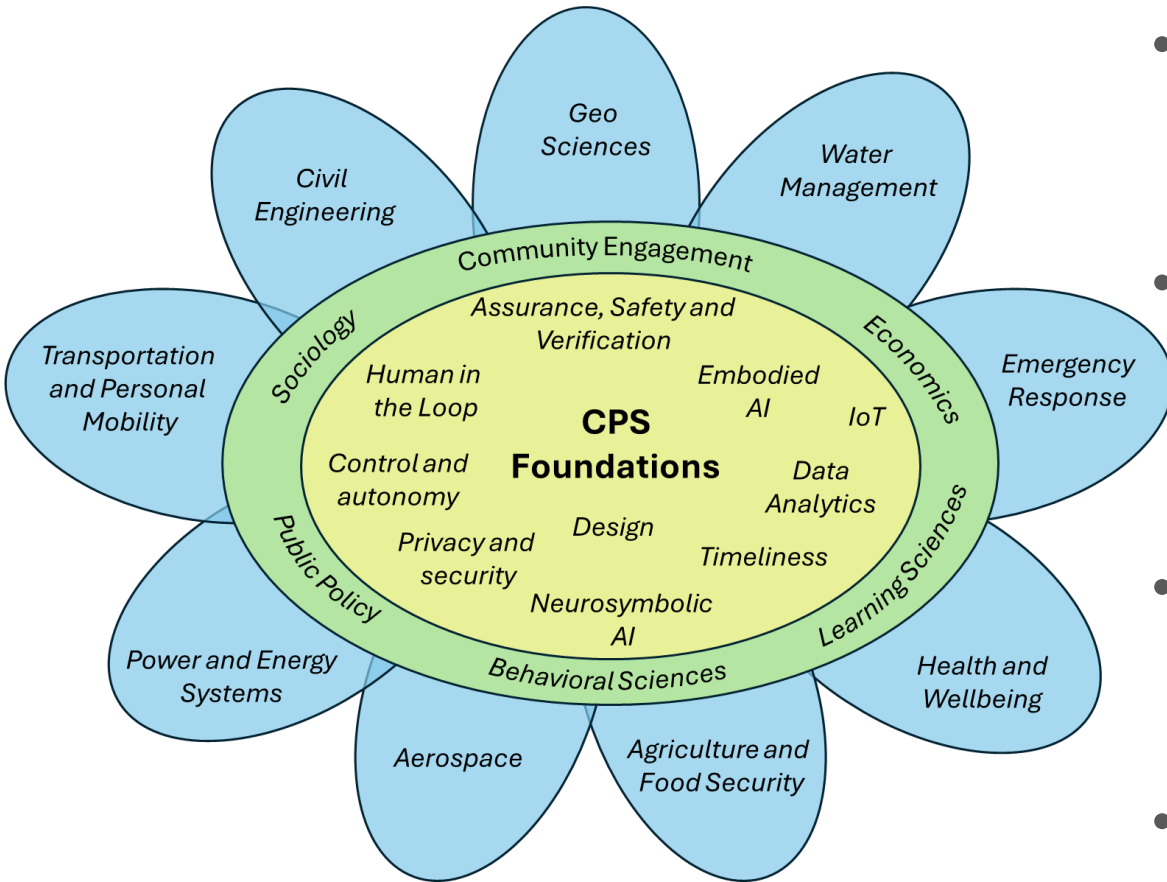 Geo
Sciences
Water
Management
Civil
Engineering
Community Engagement
Assurance, Safety and
Verification
Sociology
Economics
Transportation
and Personal
Mobility
Emergency
Response
Human in
the Loop
Embodied
AI
IoT
CPS
Foundations
Control and
autonomy
Data
Analytics
Design
Privacy and
security
Timeliness
Public Policy
Learning Sciences
Neurosymbolic
AI
Behavioral Sciences
Power and Energy
Systems
Health and
Wellbeing
Aerospace
Agriculture and
Food Security